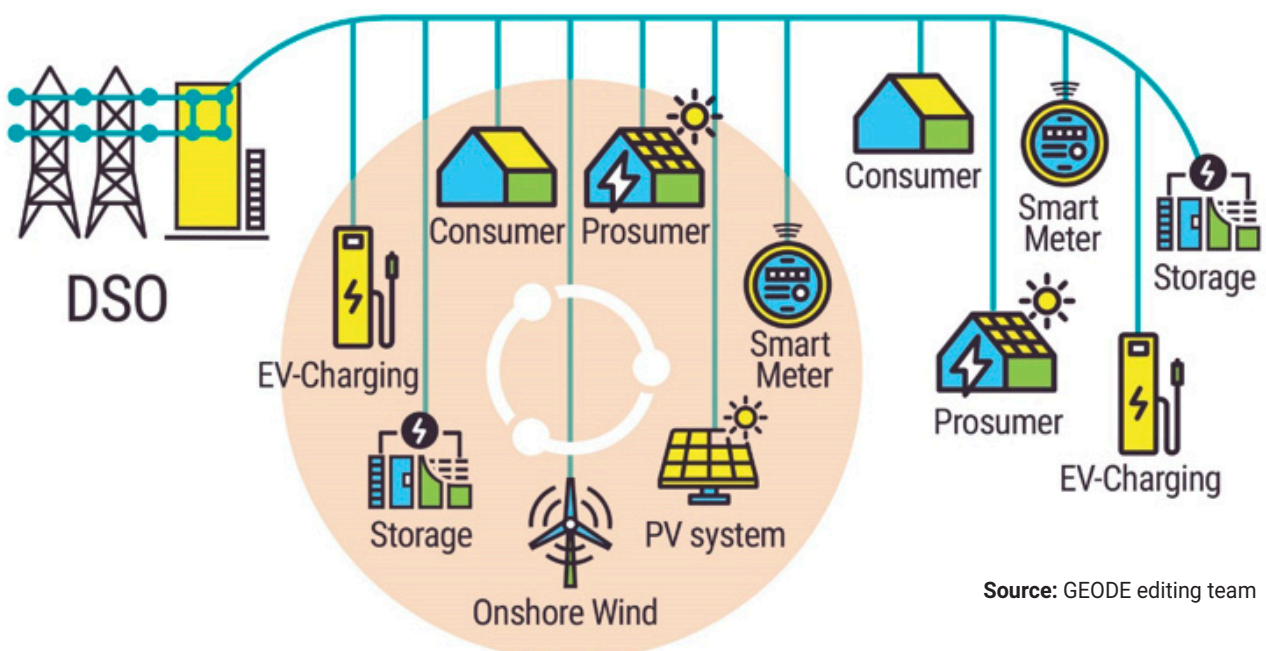 DSO
Consumer
Prosumer
EV-Charging
Smart
Meter
Storage
PV system
Onshore Wind
Consumer
Smart
Meter
Storage
Prosumer
EV-Charging
Source: GEODE editing team